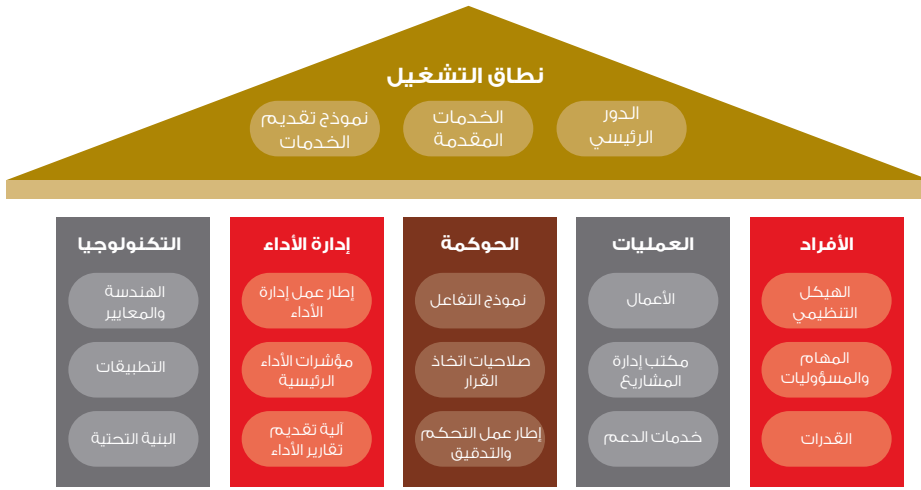 نطاق التشغيل
الدور
الرئيسي
الخدمات
المقدمة
نموذج تقديم
الخدمات
الأفراد
الهيكل
التنظيمي
المهام
والمسؤوليات
القدرات
العمليات
الأعمال
مكتب إدارة
المشاريع
خدمات الدعم
الحوكمة
نموذج التفاعل
صلاحيات اتخاذ
القرار
إطار عمل التحكم
والتدقيق
إدارة الأداء
إطار عمل إدارة
الأداء
مؤشرات الأداء
الرئيسية
آلية تقديم
تقارير الأداء
التكنولوجيا
الهندسة
والمعايير
التطبيقات
البنية التحتية